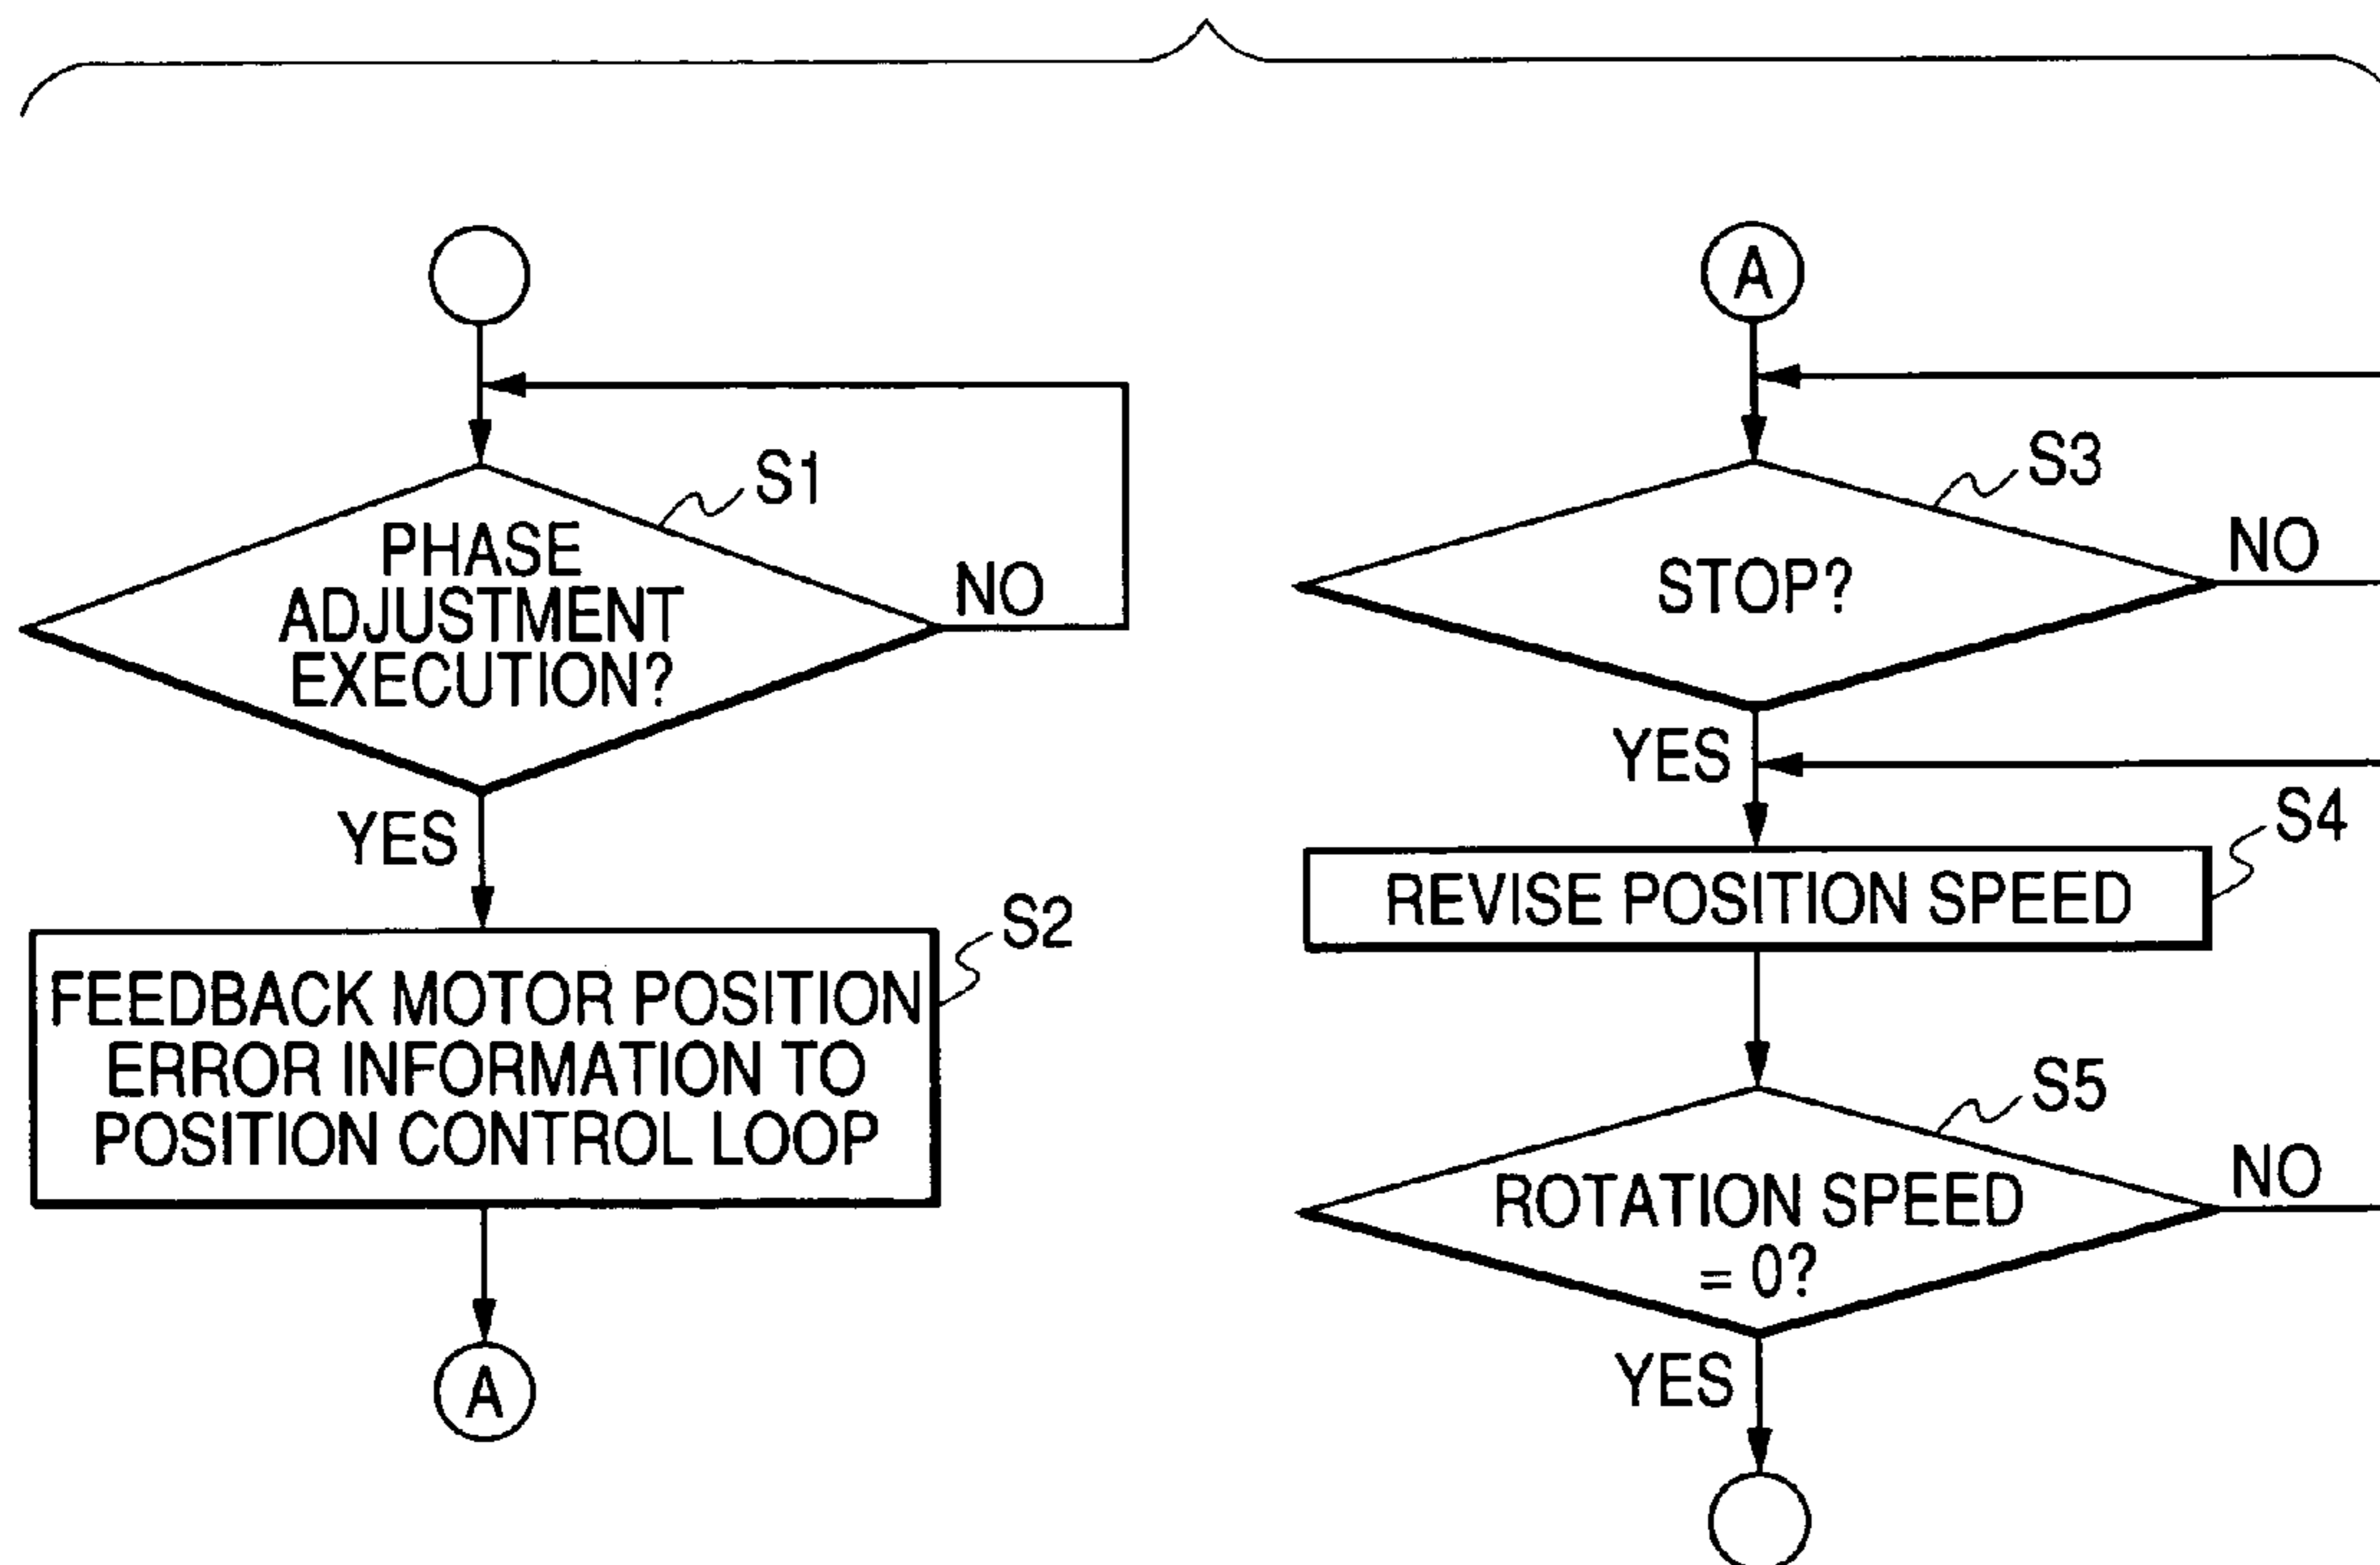 S1
PHASE
ADJUSTMENT
EXECUTION?
NO
YES
S2
FEEDBACK MOTOR POSITION
ERROR INFORMATION TO
POSITION CONTROL LOOP
A
A
S3
STOP?
NO
YES
S4
REVISE POSITION SPEED
S5
ROTATION SPEED
= 0?
NO
YES